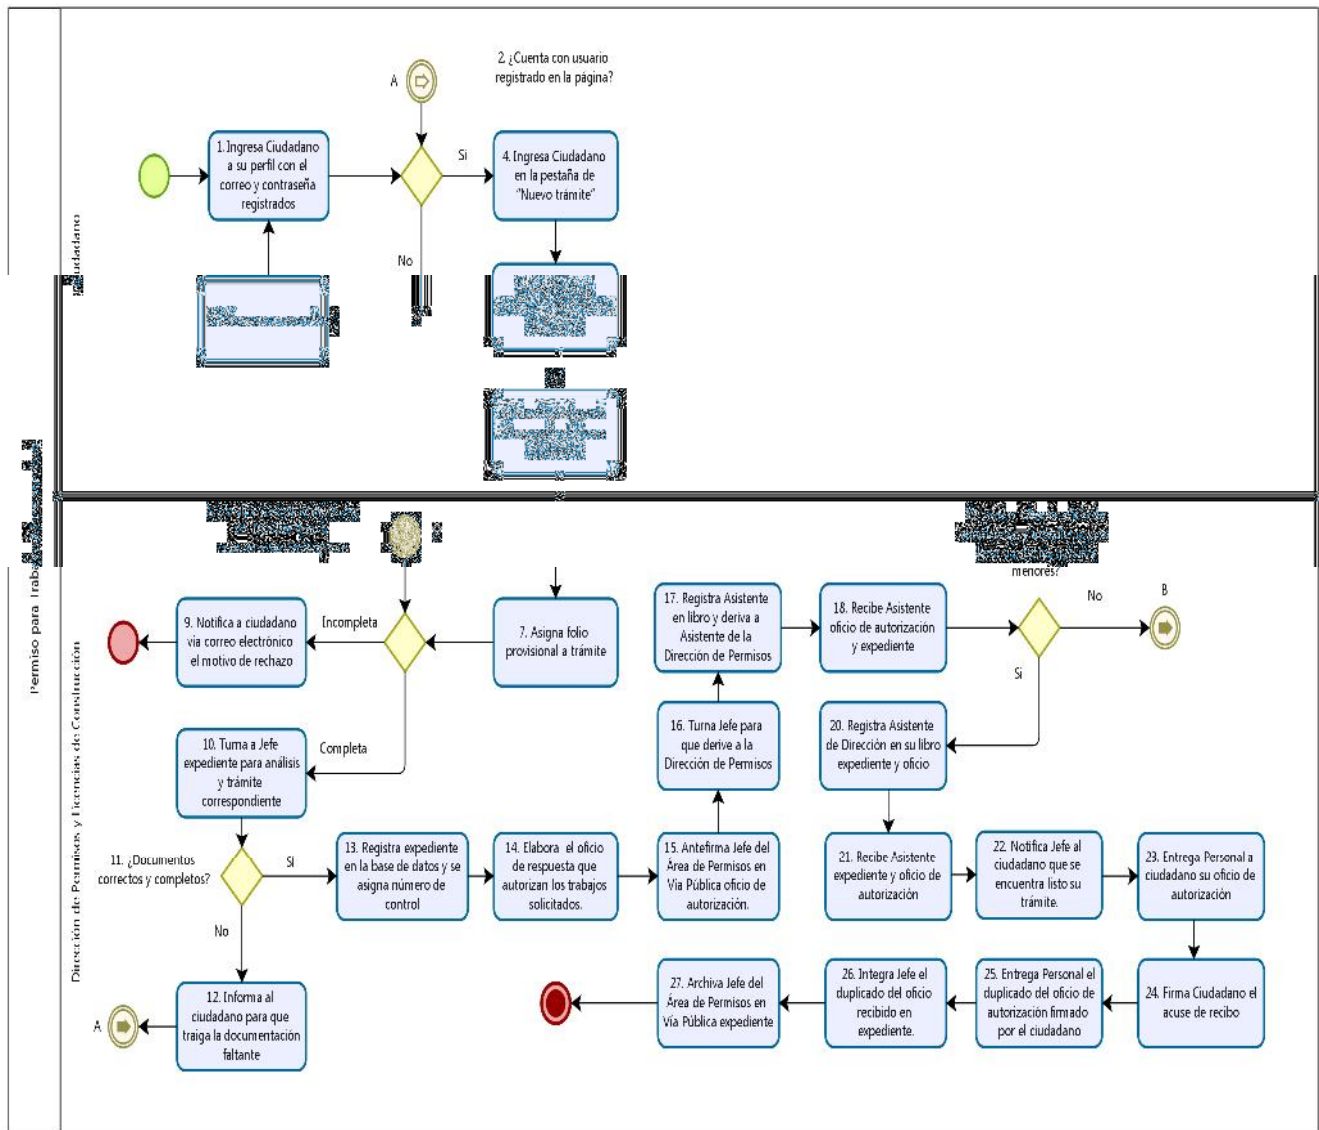 2. ¿Cuenta con usuario
registrado en la página?
A
1. Ingresa Ciudadano
a su perfil con el
correo y contraseña
registrados
Si
4. Ingresa Ciudadano
en la pestaña de
"Nuevo trámite"
No
menores?
9. Notifica a ciudadano
vía correo electrónico
el motivo de rechazo
Incompleta
7. Asigna folio
provisional a trámite
17. Registra Asistente
en libro y deriva a
Asistente de la
Dirección de Permisos
18. Recibe Asistente
oficio de autorización
y expediente
No
B
Si
10. Turna a Jefe
expediente para análisis
y trámite
correspondiente
Completa
16. Turna Jefe para
que derive a la
Dirección de Permisos
20. Registra Asistente
de Dirección en su libro
expediente y oficio
11. ¿Documentos
correctos y completos?
Si
13. Registra expediente
en la base de datos y se
asigna número de
control
14. Elabora el oficio
de respuesta que
autorizan los trabajos
solicitados.
15. Antefirma Jefe del
Área de Permisos en
Vía Pública oficio de
autorización.
21. Recibe Asistente
expediente y oficio de
autorización
22. Notifica Jefe al
ciudadano que se
encuentra listo su
trámite.
23. Entrega Personal a
ciudadano su oficio de
autorización
No
12. Informa al
ciudadano para que
traiga la documentación
faltante
A
27. Archiva Jefe del
Área de Permisos en
Vía Pública expediente
26. Integra Jefe el
duplicado del oficio
recibido en
expediente.
25. Entrega Personal el
duplicado del oficio de
autorización firmado
por el ciudadano
24. Firma Ciudadano el
acuse de recibo
Permiso para
Dirección de Permisos y Licencias de Construcción